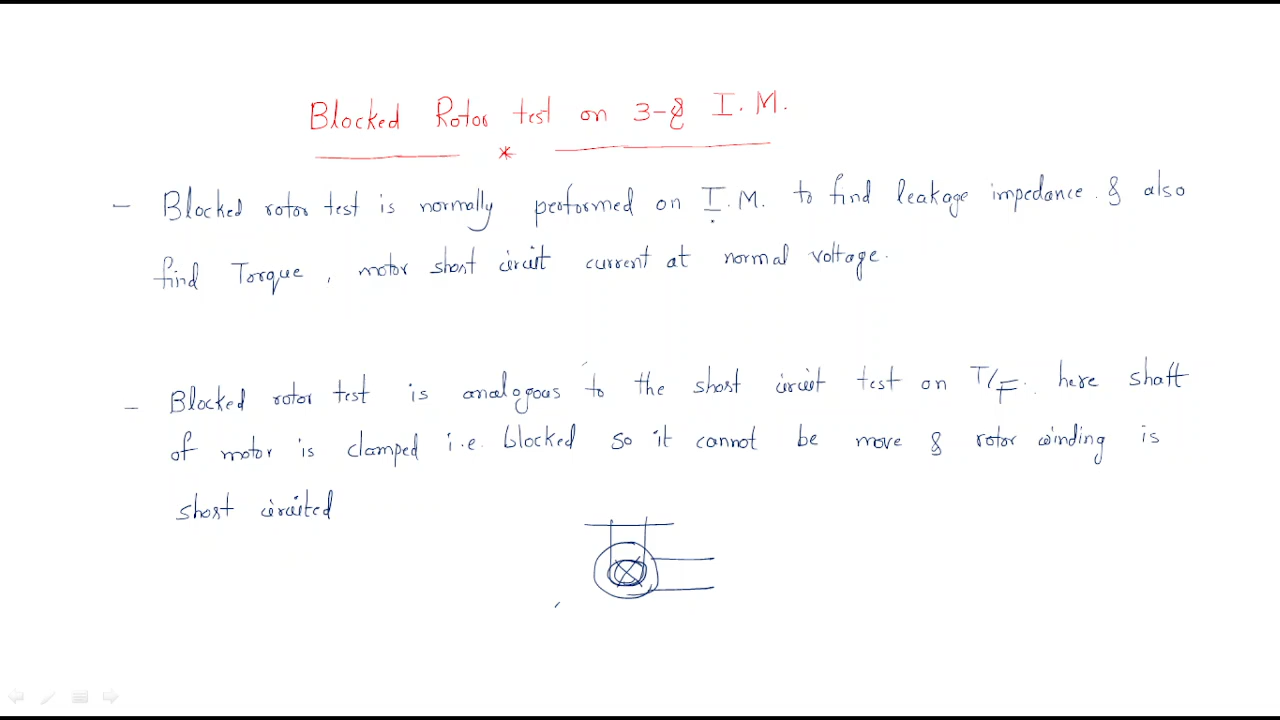 Blocked Rotor test on 3-φ I.M.
*
- Blocked rotor test is normally performed on I.M. to find leakage impedance. & also
find Torque, motor short circuit current at normal voltage.
- Blocked rotor test is analogous to the short circuit test on T/F. here shaft
of motor is clamped i.e. blocked so it cannot be move & rotor winding is
short circuited